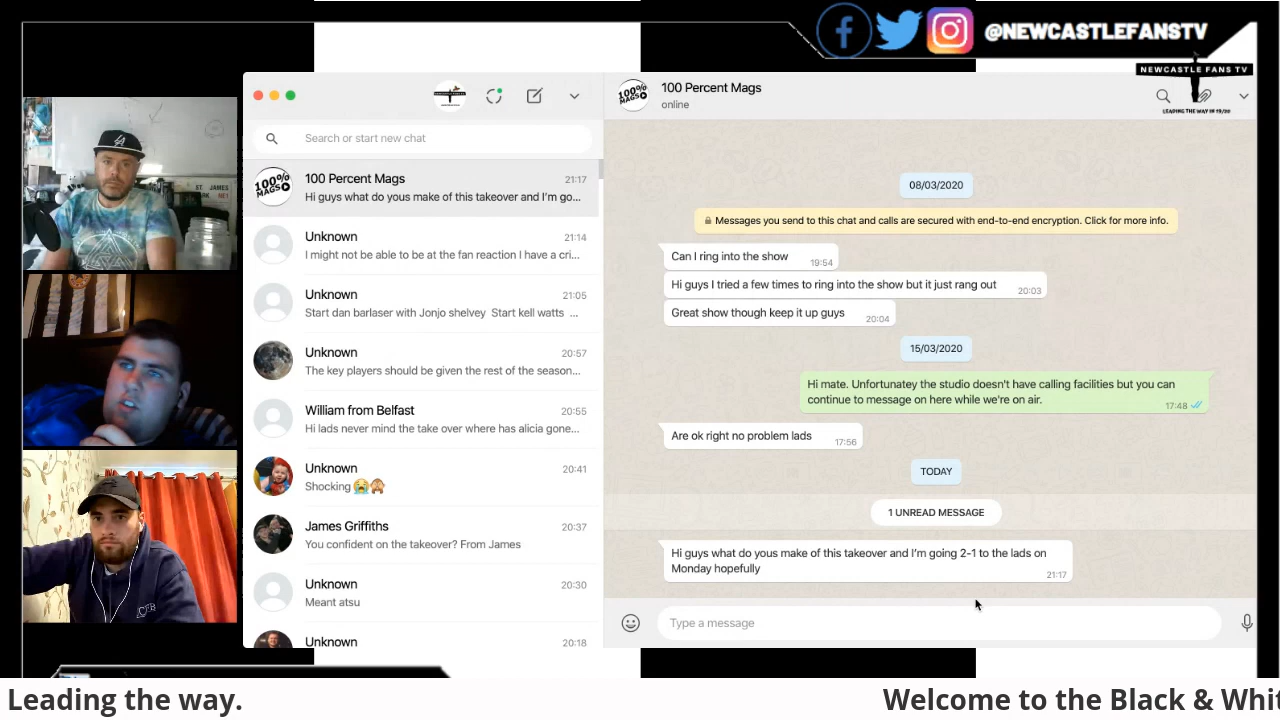 @NEWCASTLEFANSTV
NEWCASTLE FANS TV
LEADING THE WAY IN 19/20
ST. JAMES
100% MAGS
Search or start new chat
100 Percent Mags
21:17
Hi guys what do yous make of this takeover and I'm go...
Unknown
21:14
I might not be able to be at the fan reaction I have a cri...
Unknown
21:05
Start dan barlaser with Jonjo shelvey Start kell watts ...
Unknown
20:57
The key players should be given the rest of the season...
William from Belfast
20:55
Hi lads never mind the take over where has alicia gone...
Unknown
20:41
Shocking 😭🙈
James Griffiths
20:37
You confident on the takeover? From James
Unknown
20:30
Meant atsu
Unknown
20:18
100% MAGS
100 Percent Mags
online
08/03/2020
Messages you send to this chat and calls are secured with end-to-end encryption. Click for more info.
Can I ring into the show
19:54
Hi guys I tried a few times to ring into the show but it just rang out
20:03
Great show though keep it up guys
20:04
15/03/2020
Hi mate. Unfortunatey the studio doesn't have calling facilities but you can
continue to message on here while we're on air.
17:48
Are ok right no problem lads
17:56
TODAY
1 UNREAD MESSAGE
Hi guys what do yous make of this takeover and I'm going 2-1 to the lads on
Monday hopefully
21:17
Type a message
Leading the way.
Welcome to the Black & Whit